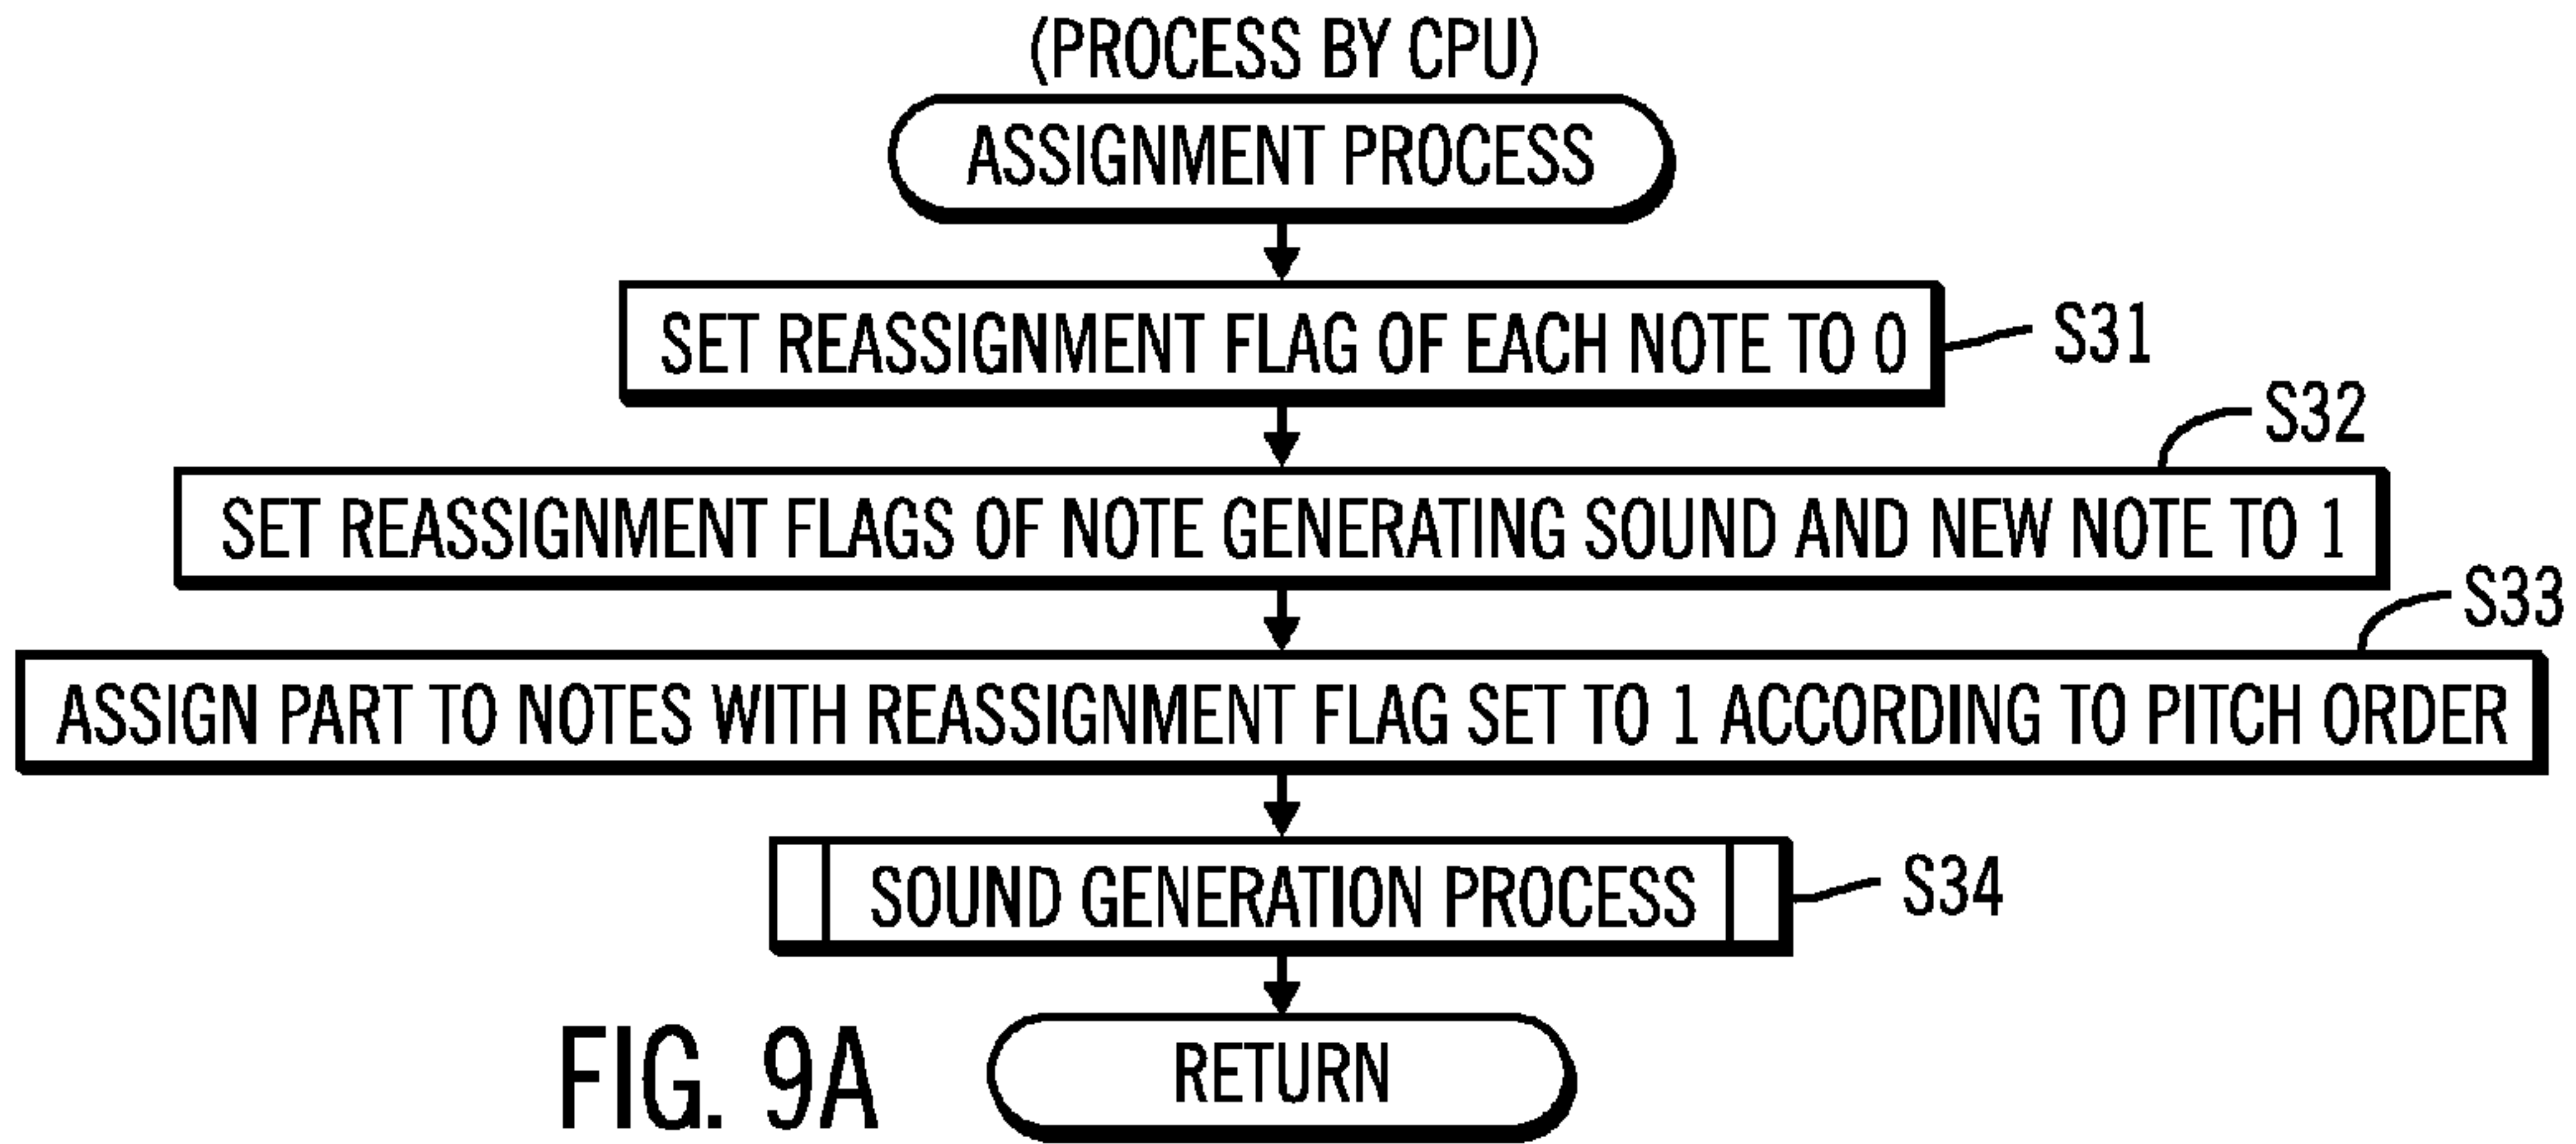 (PROCESS BY CPU)
ASSIGNMENT PROCESS
SET REASSIGNMENT FLAG OF EACH NOTE TO 0
S31
S32
SET REASSIGNMENT FLAGS OF NOTE GENERATING SOUND AND NEW NOTE TO 1
S33
ASSIGN PART TO NOTES WITH REASSIGNMENT FLAG SET TO 1 ACCORDING TO PITCH ORDER
SOUND GENERATION PROCESS
S34
RETURN
FIG. 9A